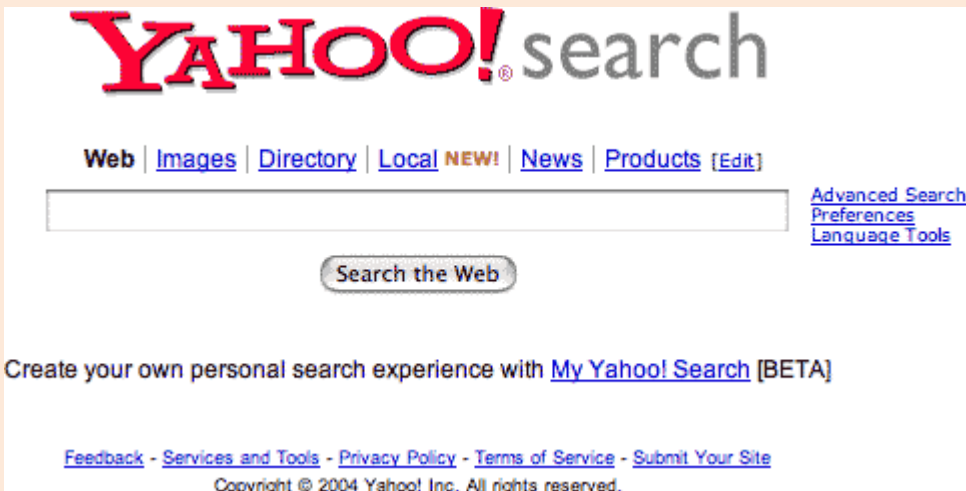 YAHOO!® search
Web | Images | Directory | Local NEW! | News | Products [Edit]
Advanced Search
Preferences
Language Tools
Search the Web
Create your own personal search experience with My Yahoo! Search [BETA]
Feedback - Services and Tools - Privacy Policy - Terms of Service - Submit Your Site
Copyright © 2004 Yahoo! Inc. All rights reserved.